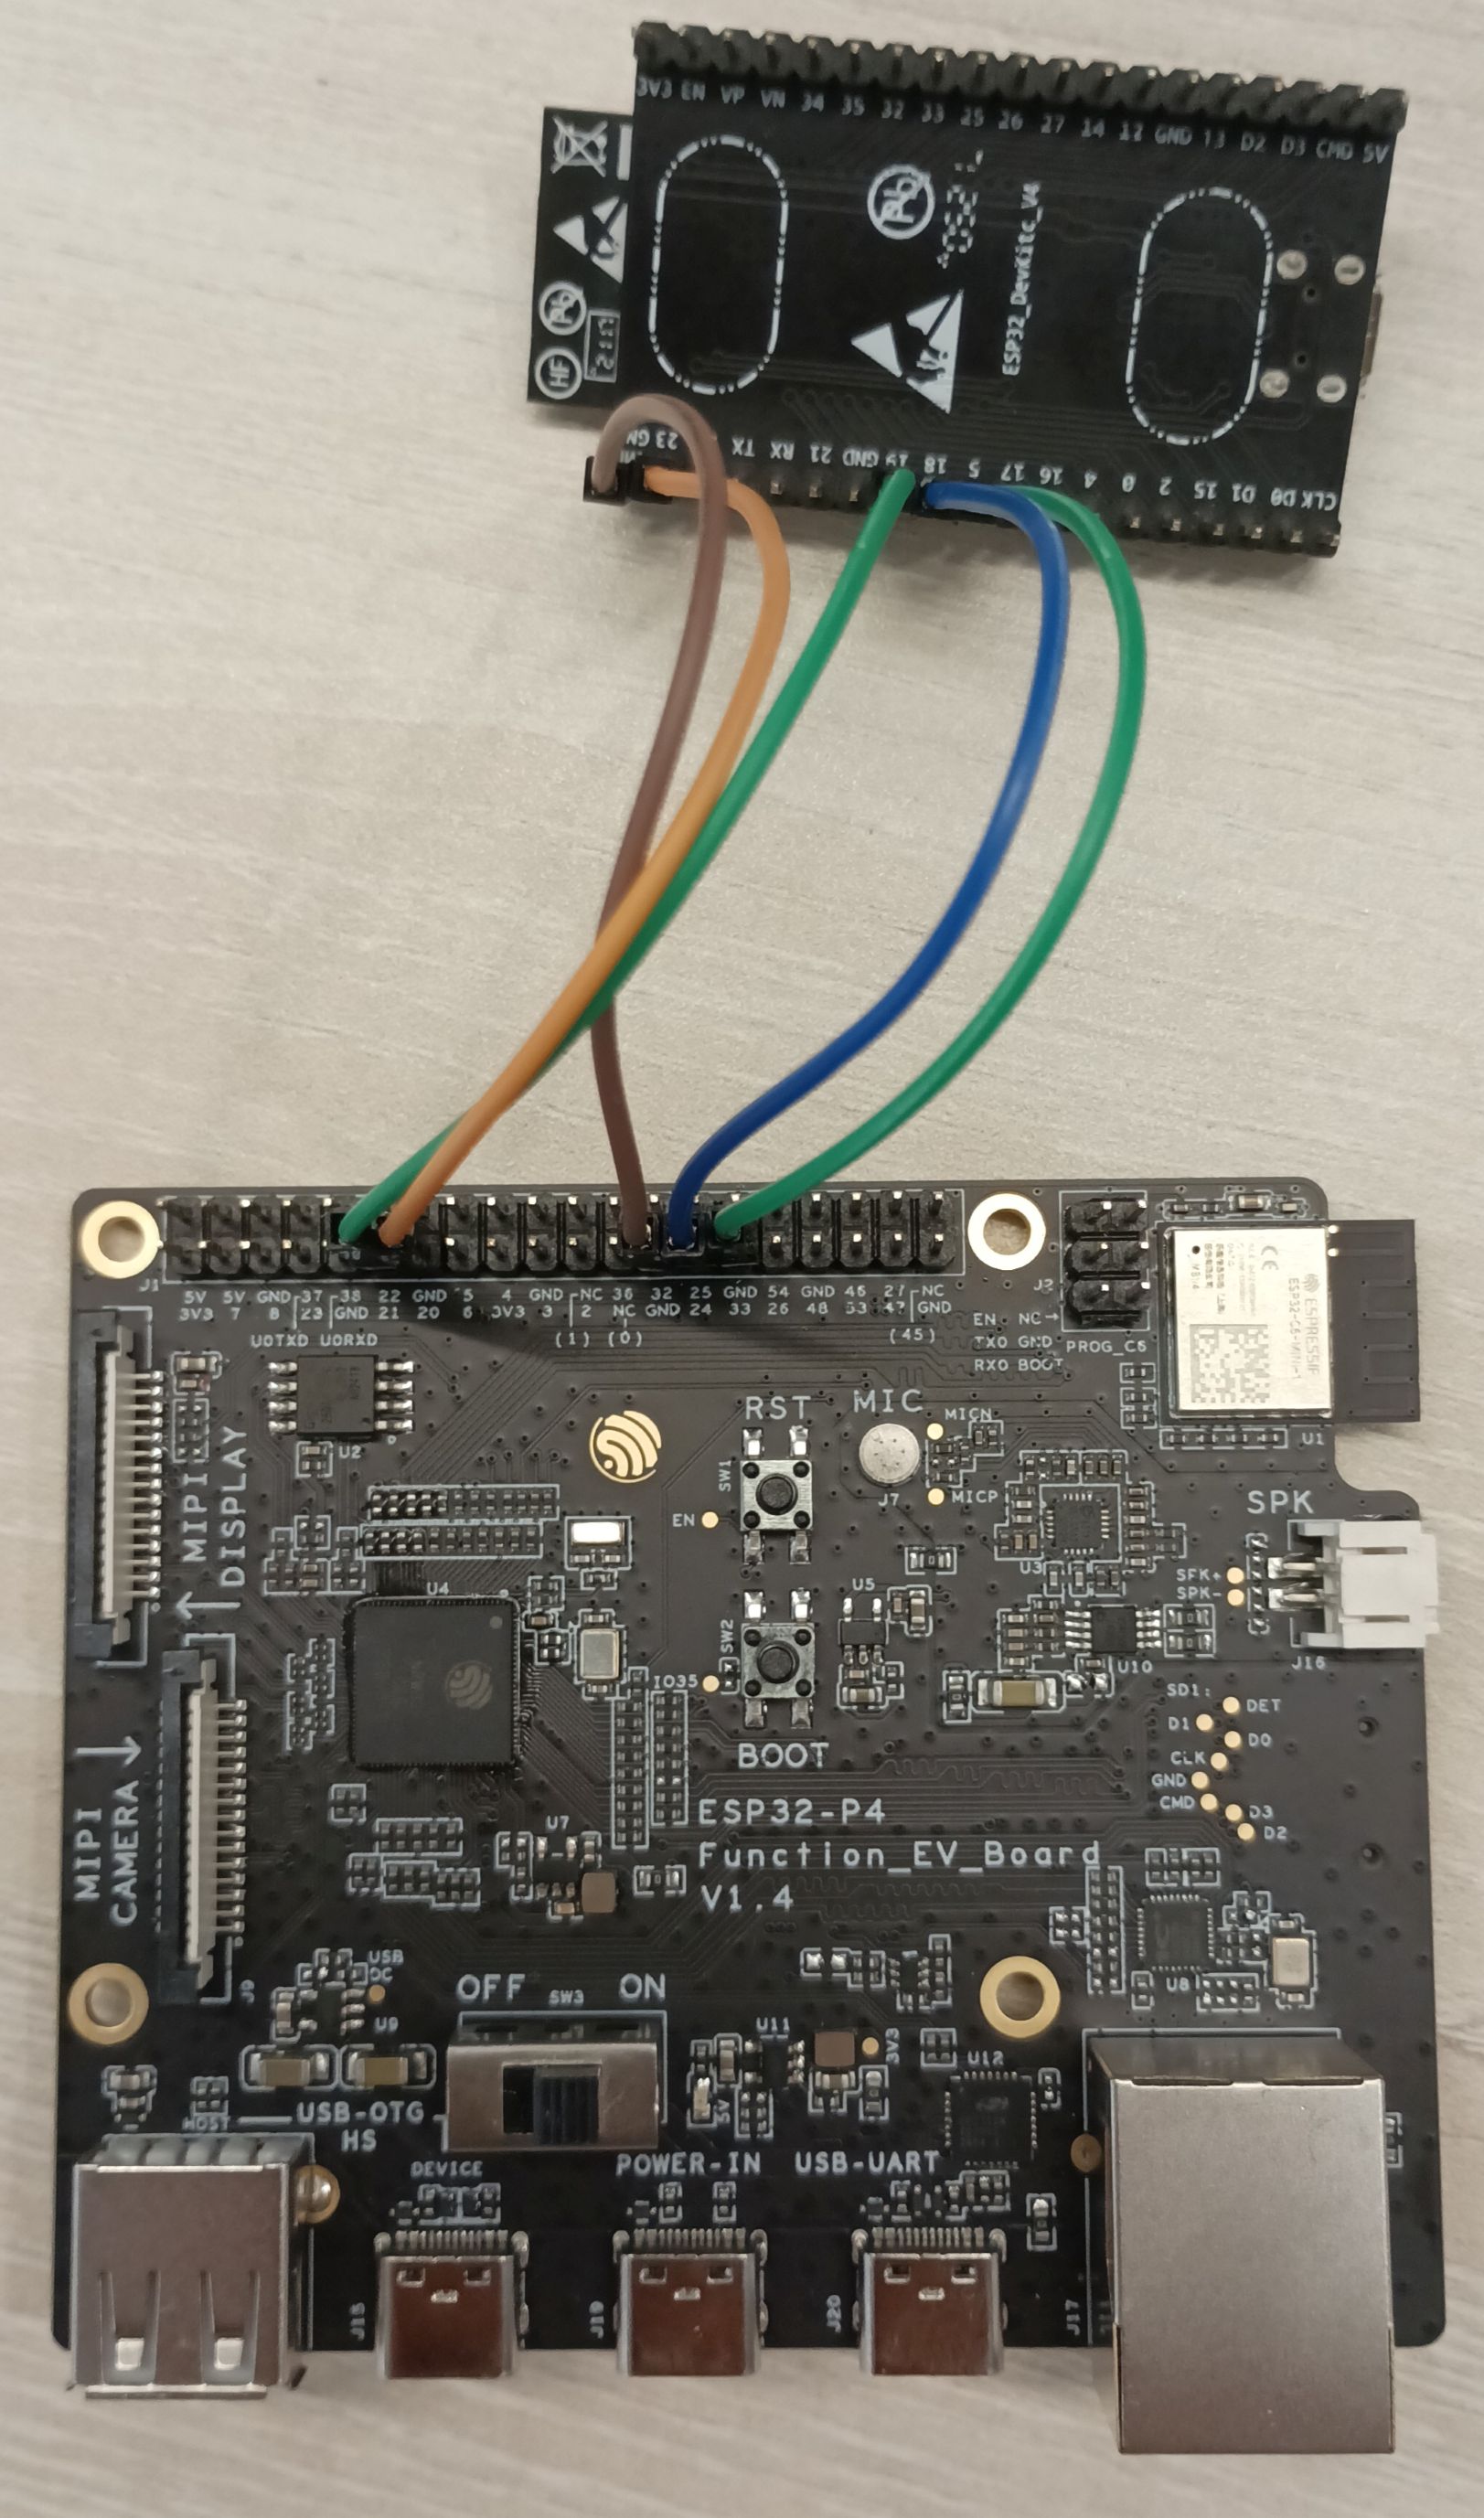 3V3 EN VP VN 34 35 32 33 25 26 27 14 12 GND 13 D2 D3 CMD 5V
Pb
ESP32_DevKitc_V4
Pb
HF
23 TX RX 21 GND 19 18 5 17 16 4 0 2 15 D1 D0 CLK
J1
5V 5V GND 37 38 22 GND 5 4 GND NC 36 32 25 GND 54 GND 46 27 NC
3V3 7 8 23 GND 21 20 6 3V3 3 2 NC GND 24 33 26 48 53 47 GND
U0TXD U0RXD (1) (0) (45)
J2
EN NC
TX0 GND
RX0 BOOT
PROG_C6
CE
ESP32-C6-MINI-1
ESPRESSIF
U1
U2
MIPI
DISPLAY
RST
MIC
MICN
SW1
J7
MICP
EN
SPK
U3
SPK+
SPK-
U4
U5
SW2
U10
J16
IO35
BOOT
SD1:
DET
D1
D0
CLK
GND
CMD
D3
D2
MIPI
CAMERA
ESP32-P4
Function_EV_Board
V1.4
U7
U8
J9
USB
DC
U9
OFF SW3 ON
U11
3V3
U12
5V
HOST
USB-OTG
HS
DEVICE
POWER-IN
USB-UART
J18
J19
J20
J17